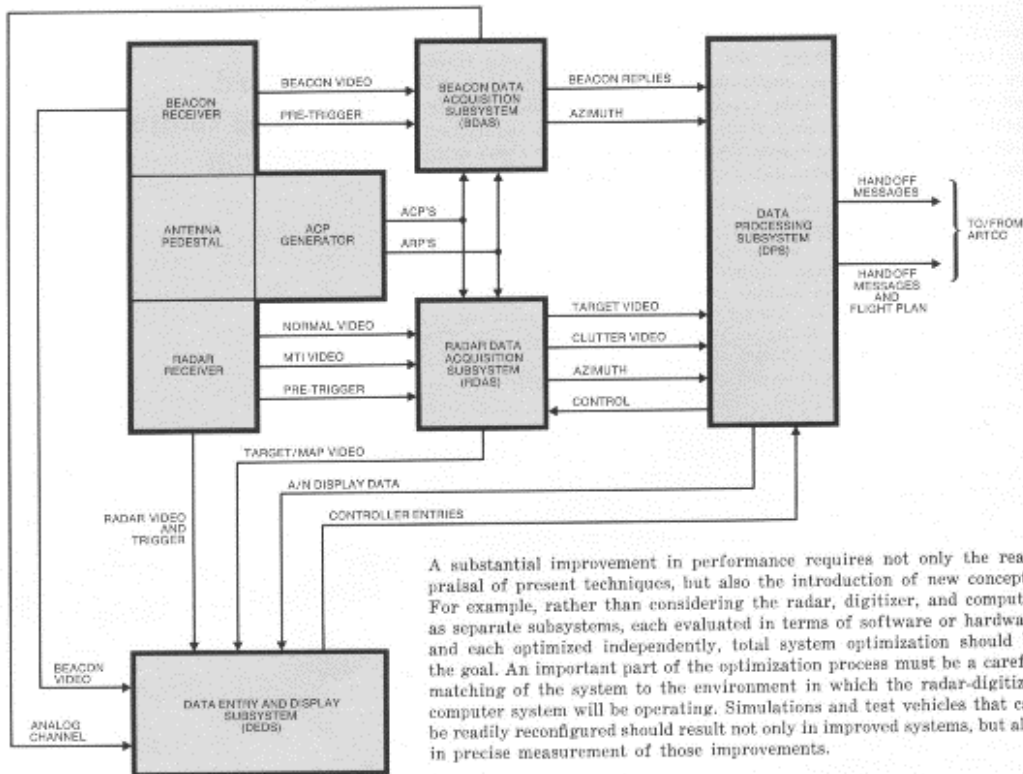 BEACON
RECEIVER
BEACON VIDEO
PRE-TRIGGER
BEACON DATA
ACQUISITION
SUBSYSTEM
(BDAS)
BEACON REPLIES
AZIMUTH
ANTENNA
PEDESTAL
ACP
GENERATOR
ACP'S
ARP'S
DATA
PROCESSING
SUBSYSTEM
(DPS)
HANDOFF
MESSAGES
TO/FROM
ARTCC
HANDOFF
MESSAGES
AND
FLIGHT PLAN
RADAR
RECEIVER
NORMAL VIDEO
MTI VIDEO
PRE-TRIGGER
RADAR DATA
ACQUISITION
SUBSYSTEM
(RDAS)
TARGET VIDEO
CLUTTER VIDEO
AZIMUTH
CONTROL
TARGET/MAP VIDEO
A/N DISPLAY DATA
CONTROLLER ENTRIES
RADAR VIDEO
AND
TRIGGER
BEACON
VIDEO
ANALOG
CHANNEL
DATA ENTRY AND DISPLAY
SUBSYSTEM
(DEDS)
A substantial improvement in performance requires not only the rea
praisal of present techniques, but also the introduction of new concep
For example, rather than considering the radar, digitizer, and comput
as separate subsystems, each evaluated in terms of software or hardwa
and each optimized independently, total system optimization should
the goal. An important part of the optimization process must be a caref
matching of the system to the environment in which the radar-digitiz
computer system will be operating. Simulations and test vehicles that ca
be readily reconfigured should result not only in improved systems, but al
in precise measurement of those improvements.